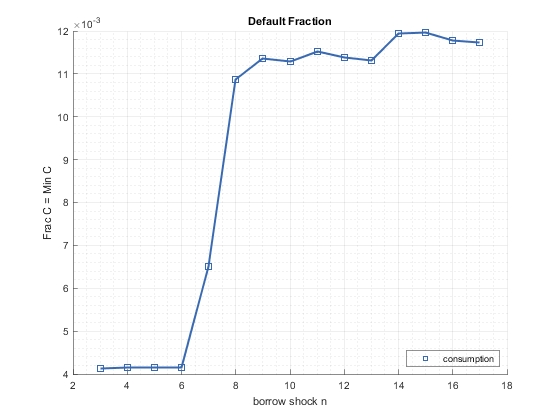 Default Fraction
×10-3
12
11
10
9
8
7
6
5
4
Frac C = Min C
2 4 6 8 10 12 14 16 18
borrow shock n
consumption